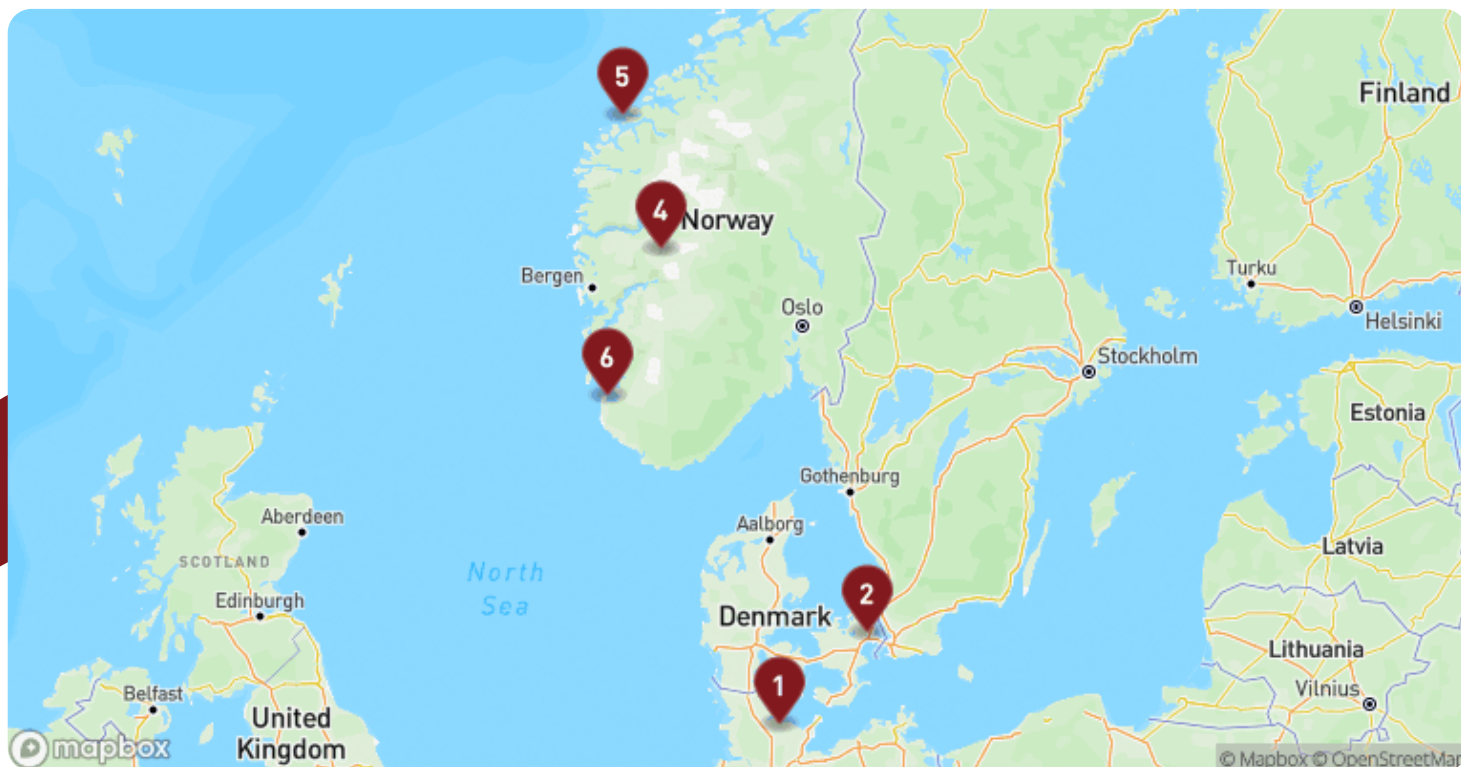 5
Finland
4
Norway
Bergen
Turku
Oslo
Helsinki
6
Stockholm
Estonia
Gothenburg
Aalborg
Aberdeen
SCOTLAND
Latvia
North
Sea
2
Edinburgh
Denmark
Lithuania
1
Belfast
Vilnius
United
Kingdom
mapbox
© Mapbox © OpenStreetMap